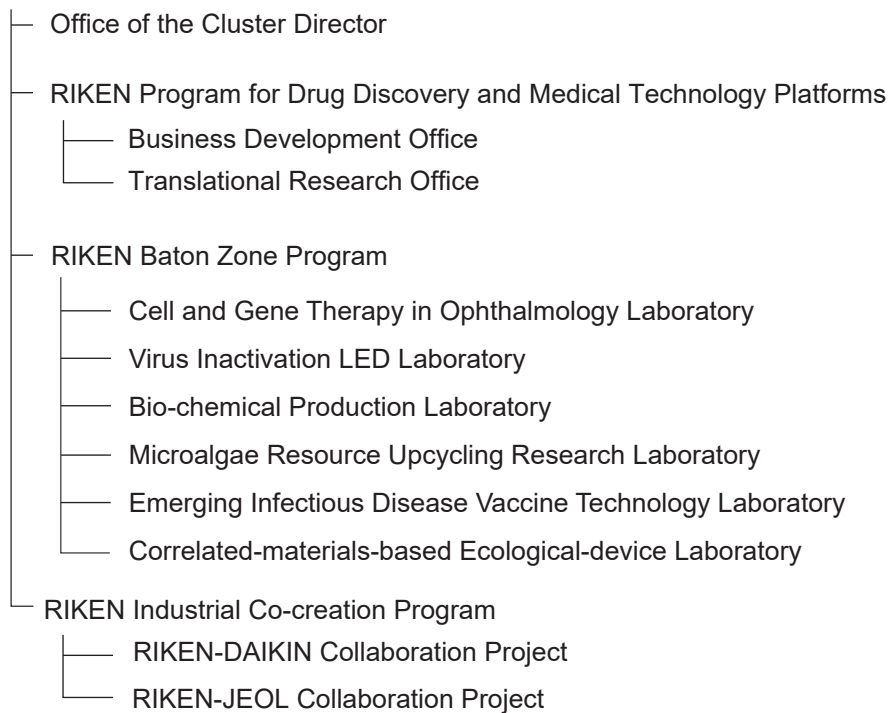 Office of the Cluster Director
RIKEN Program for Drug Discovery and Medical Technology Platforms
Business Development Office
Translational Research Office
RIKEN Baton Zone Program
Cell and Gene Therapy in Ophthalmology Laboratory
Virus Inactivation LED Laboratory
Bio-chemical Production Laboratory
Microalgae Resource Upcycling Research Laboratory
Emerging Infectious Disease Vaccine Technology Laboratory
Correlated-materials-based Ecological-device Laboratory
RIKEN Industrial Co-creation Program
RIKEN-DAIKIN Collaboration Project
RIKEN-JEOL Collaboration Project